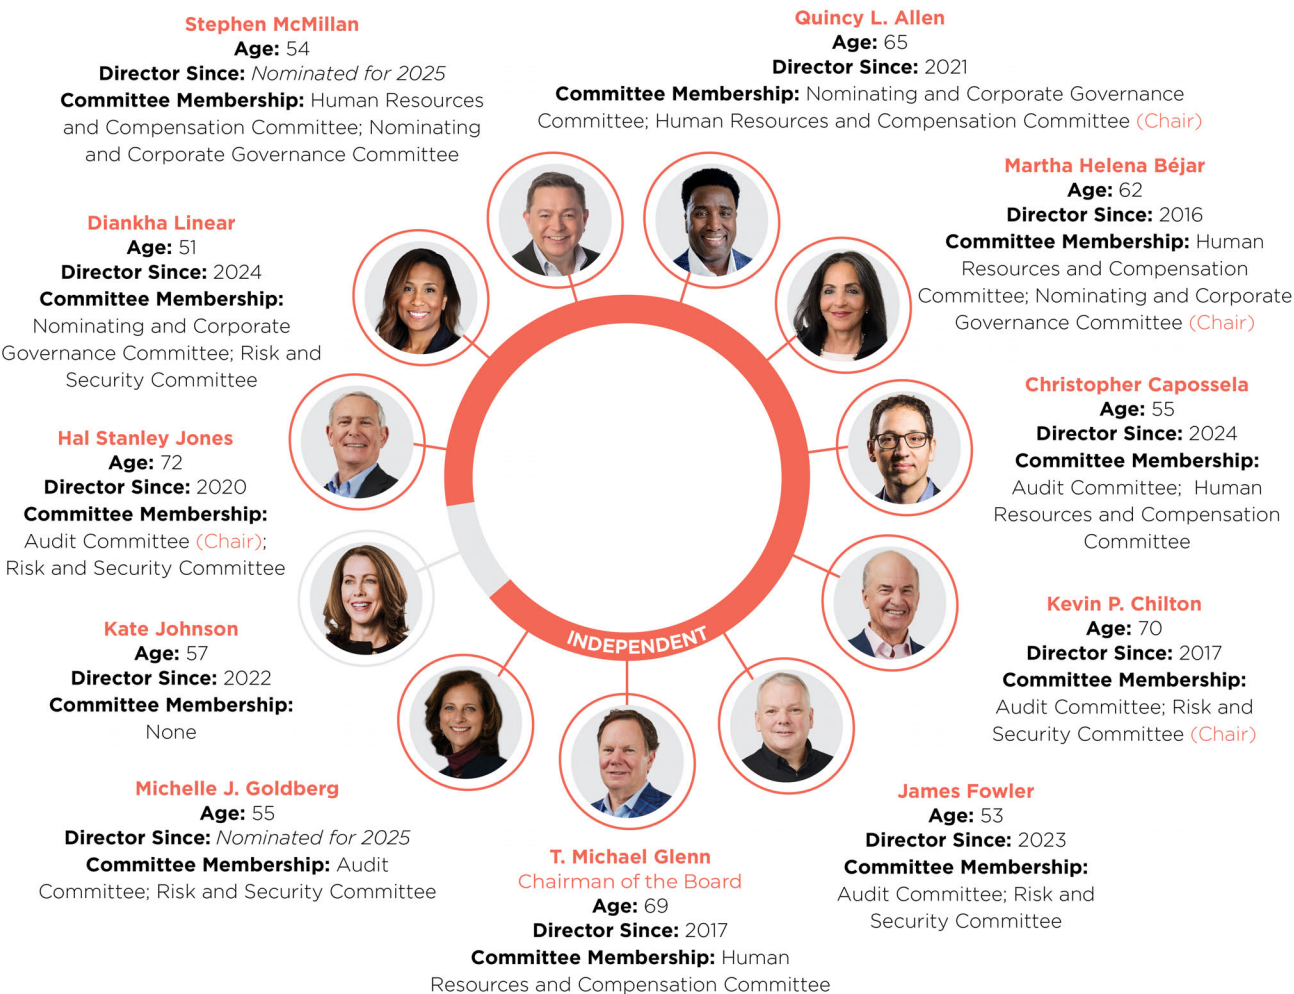 Stephen McMillan
Age: 54
Director Since: Nominated for 2025
Committee Membership: Human Resources
and Compensation Committee; Nominating
and Corporate Governance Committee
Quincy L. Allen
Age: 65
Director Since: 2021
Committee Membership: Nominating and Corporate Governance
Committee; Human Resources and Compensation Committee (Chair)
Martha Helena Béjar
Age: 62
Director Since: 2016
Committee Membership: Human
Resources and Compensation
Committee; Nominating and Corporate
Governance Committee (Chair)
Diankha Linear
Age: 51
Director Since: 2024
Committee Membership:
Nominating and Corporate
Governance Committee; Risk and
Security Committee
Christopher Capossela
Age: 55
Director Since: 2024
Committee Membership:
Audit Committee; Human
Resources and Compensation
Committee
Hal Stanley Jones
Age: 72
Director Since: 2020
Committee Membership:
Audit Committee (Chair);
Risk and Security Committee
Kevin P. Chilton
Age: 70
Director Since: 2017
Committee Membership:
Audit Committee; Risk and
Security Committee (Chair)
Kate Johnson
Age: 57
Director Since: 2022
Committee Membership:
None
INDEPENDENT
Michelle J. Goldberg
Age: 55
Director Since: Nominated for 2025
Committee Membership: Audit
Committee; Risk and Security Committee
James Fowler
Age: 53
Director Since: 2023
Committee Membership:
Audit Committee; Risk and
Security Committee
T. Michael Glenn
Chairman of the Board
Age: 69
Director Since: 2017
Committee Membership: Human
Resources and Compensation Committee